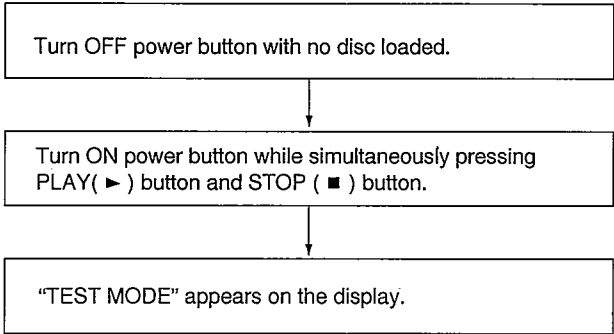 Turn OFF power button with no disc loaded.
Turn ON power button while simultaneously pressing
PLAY( ► ) button and STOP ( ■ ) button.
“TEST MODE” appears on the display.